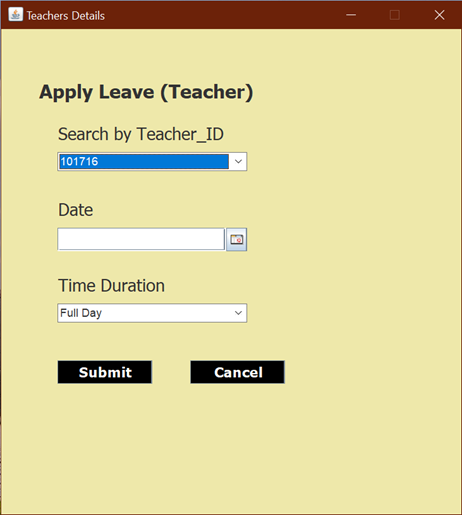 Teachers Details
Apply Leave (Teacher)
Search by Teacher_ID
101716
Date
Time Duration
Full Day
Submit Cancel